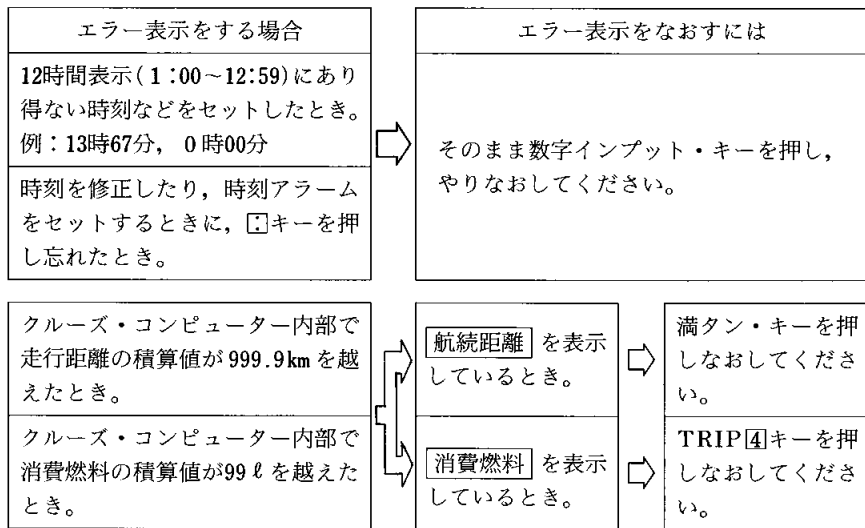 エラー表示をする場合
12時間表示(1:00～12:59)にあり
得ない時刻などをセットしたとき。
例：13時67分，0時00分
時刻を修正したり，時刻アラーム
をセットするときに，:キーを押
し忘れたとき。
エラー表示をなおすには
そのまま数字インプット・キーを押し，
やりなおしてください。
クルーズ・コンピューター内部で
走行距離の積算値が999.9kmを越
えたとき。
クルーズ・コンピューター内部で
消費燃料の積算値が99ℓを越えた
とき。
航続距離 を表示
しているとき。
消費燃料 を表示
しているとき。
満タン・キーを押
しなおしてくださ
い。
TRIP4キーを押
しなおしてくださ
い。